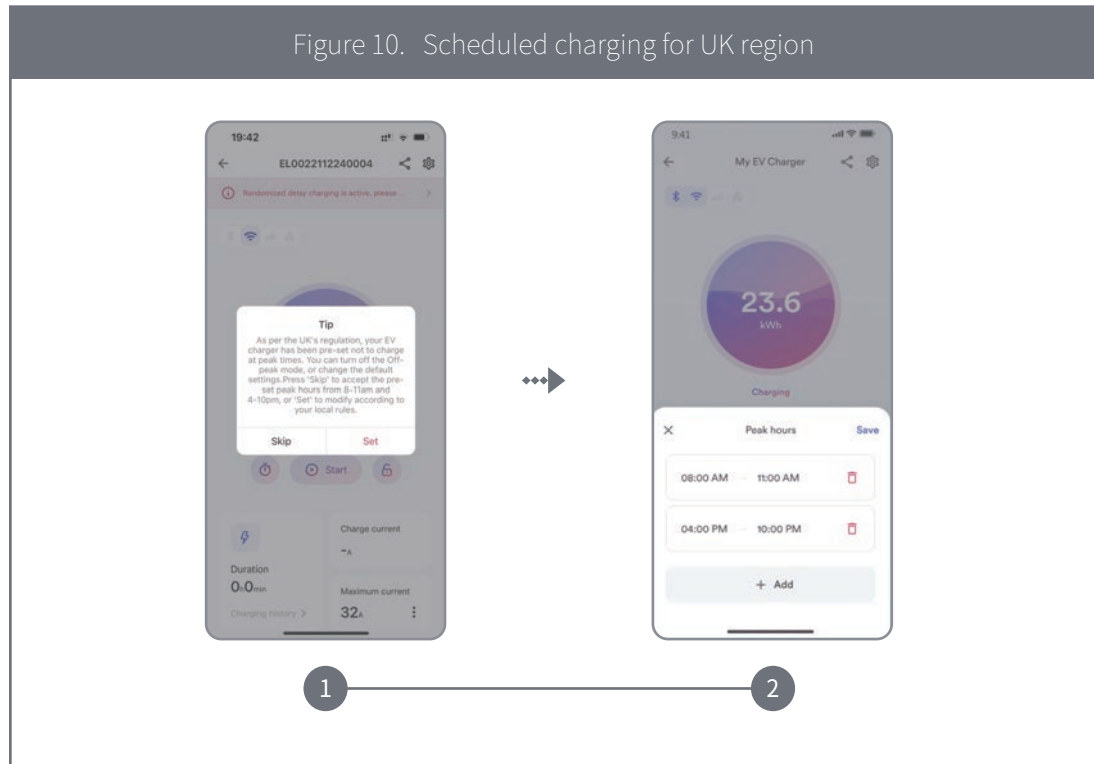 Figure 10. Scheduled charging for UK region
19:42
EL0022112240004
Randomized delay charging is active, please ...
Tip
As per the UK's regulation, your EV
charger has been pre-set not to charge
at peak times. You can turn off the Off-
peak mode, or change the default
settings.Press 'Skip' to accept the pre-
set peak hours from 8-11am and
4-10pm, or 'Set' to modify according to
your local rules.
Skip Set
Start
Charge current
-A
Duration
0h0min
Maximum current
Charging history >
32A
1
9:41
My EV Charger
23.6
kWh
Charging
Peak hours Save
08:00 AM - 11:00 AM
04:00 PM - 10:00 PM
+ Add
2